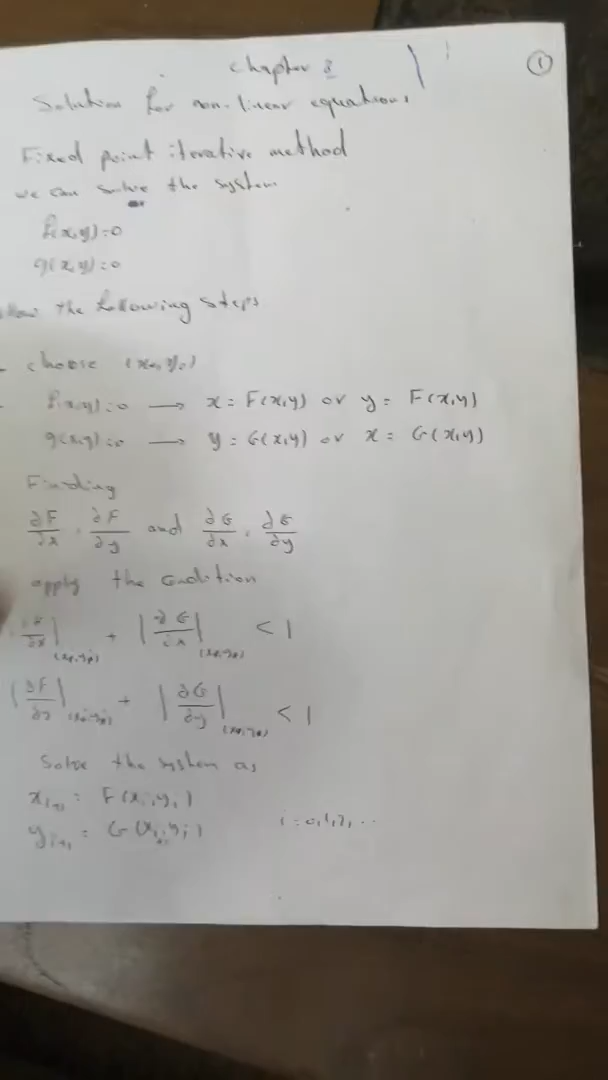 Chapter 3
①
Solution for non-linear equations
Fixed point iterative method
we can solve the system
f(x,y)=0
g(x,y)=0
the following steps
- choose (x₀,y₀)
- f(x,y)=0 → x = F(x,y) or y = F(x,y)
g(x,y)=0 → y = G(x,y) or x = G(x,y)
Finding
∂F/∂x , ∂F/∂y and ∂G/∂x , ∂G/∂y
apply the condition
∂F/∂x|(x₀,y₀) + |∂G/∂x|(x₀,y₀) < 1
|∂F/∂y|(x₀,y₀) + |∂G/∂y|(x₀,y₀) < 1
Solve the system as
xᵢ₊₁ = F(xᵢ,yᵢ)
yᵢ₊₁ = G(xᵢ,yᵢ) i = 0,1,2,...